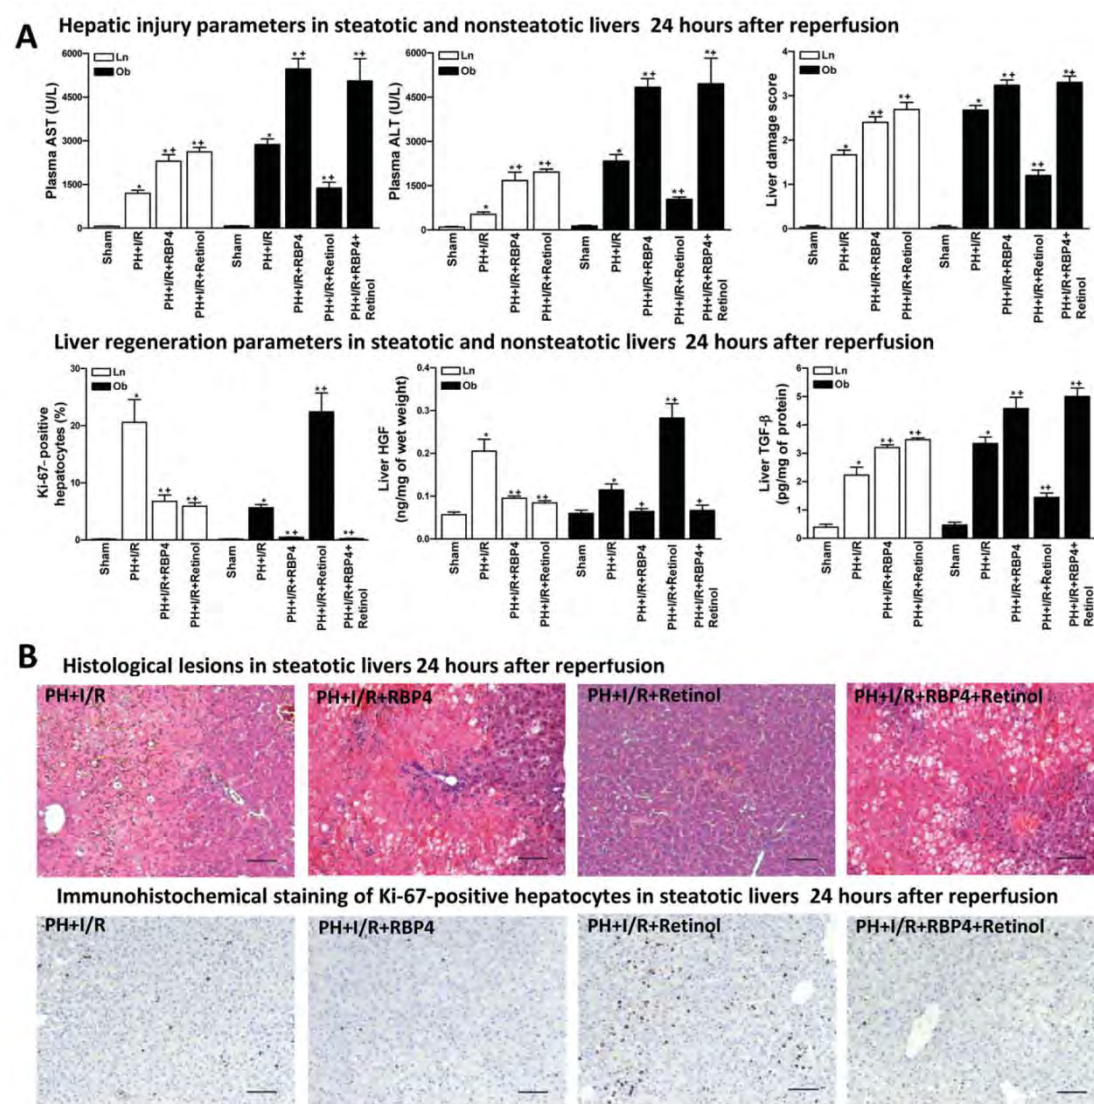 A
Hepatic injury parameters in steatotic and nonsteatotic livers 24 hours after reperfusion
Plasma AST (U/L)
6000
4500
3000
1500
0
Ln
Ob
*
*+
*+
*
*+
*+
*+
Sham
PH+I/R
PH+I/R+RBP4
PH+I/R+Retinol
Sham
PH+I/R
PH+I/R+RBP4
PH+I/R+Retinol
PH+I/R+RBP4+
Retinol
Plasma ALT (U/L)
6000
4500
3000
1500
0
Ln
Ob
*
*+
*+
*
*+
*+
*+
Sham
PH+I/R
PH+I/R+RBP4
PH+I/R+Retinol
Sham
PH+I/R
PH+I/R+RBP4
PH+I/R+Retinol
PH+I/R+RBP4+
Retinol
Liver damage score
4
3
2
1
0
Ln
Ob
*
*+
*+
*
*+
*+
*+
Sham
PH+I/R
PH+I/R+RBP4
PH+I/R+Retinol
Sham
PH+I/R
PH+I/R+RBP4
PH+I/R+Retinol
PH+I/R+RBP4+
Retinol
Liver regeneration parameters in steatotic and nonsteatotic livers 24 hours after reperfusion
Ki-67-positive
hepatocytes (%)
30
20
10
0
Ln
Ob
*
*+
*+
*
*+
*+
*+
Sham
PH+I/R
PH+I/R+RBP4
PH+I/R+Retinol
Sham
PH+I/R
PH+I/R+RBP4
PH+I/R+Retinol
PH+I/R+RBP4+
Retinol
Liver HGF
(ng/mg of wet weight)
0.4
0.3
0.2
0.1
0.0
Ln
Ob
*
*+
*+
*
+
*+
+
Sham
PH+I/R
PH+I/R+RBP4
PH+I/R+Retinol
Sham
PH+I/R
PH+I/R+RBP4
PH+I/R+Retinol
PH+I/R+RBP4+
Retinol
Liver TGF-β
(pg/mg of protein)
6
5
4
3
2
1
0
Ln
Ob
*
*+
*+
*
*+
*+
*+
Sham
PH+I/R
PH+I/R+RBP4
PH+I/R+Retinol
Sham
PH+I/R
PH+I/R+RBP4
PH+I/R+Retinol
PH+I/R+RBP4+
Retinol
B
Histological lesions in steatotic livers 24 hours after reperfusion
PH+I/R
PH+I/R+RBP4
PH+I/R+Retinol
PH+I/R+RBP4+Retinol
Immunohistochemical staining of Ki-67-positive hepatocytes in steatotic livers 24 hours after reperfusion
PH+I/R
PH+I/R+RBP4
PH+I/R+Retinol
PH+I/R+RBP4+Retinol